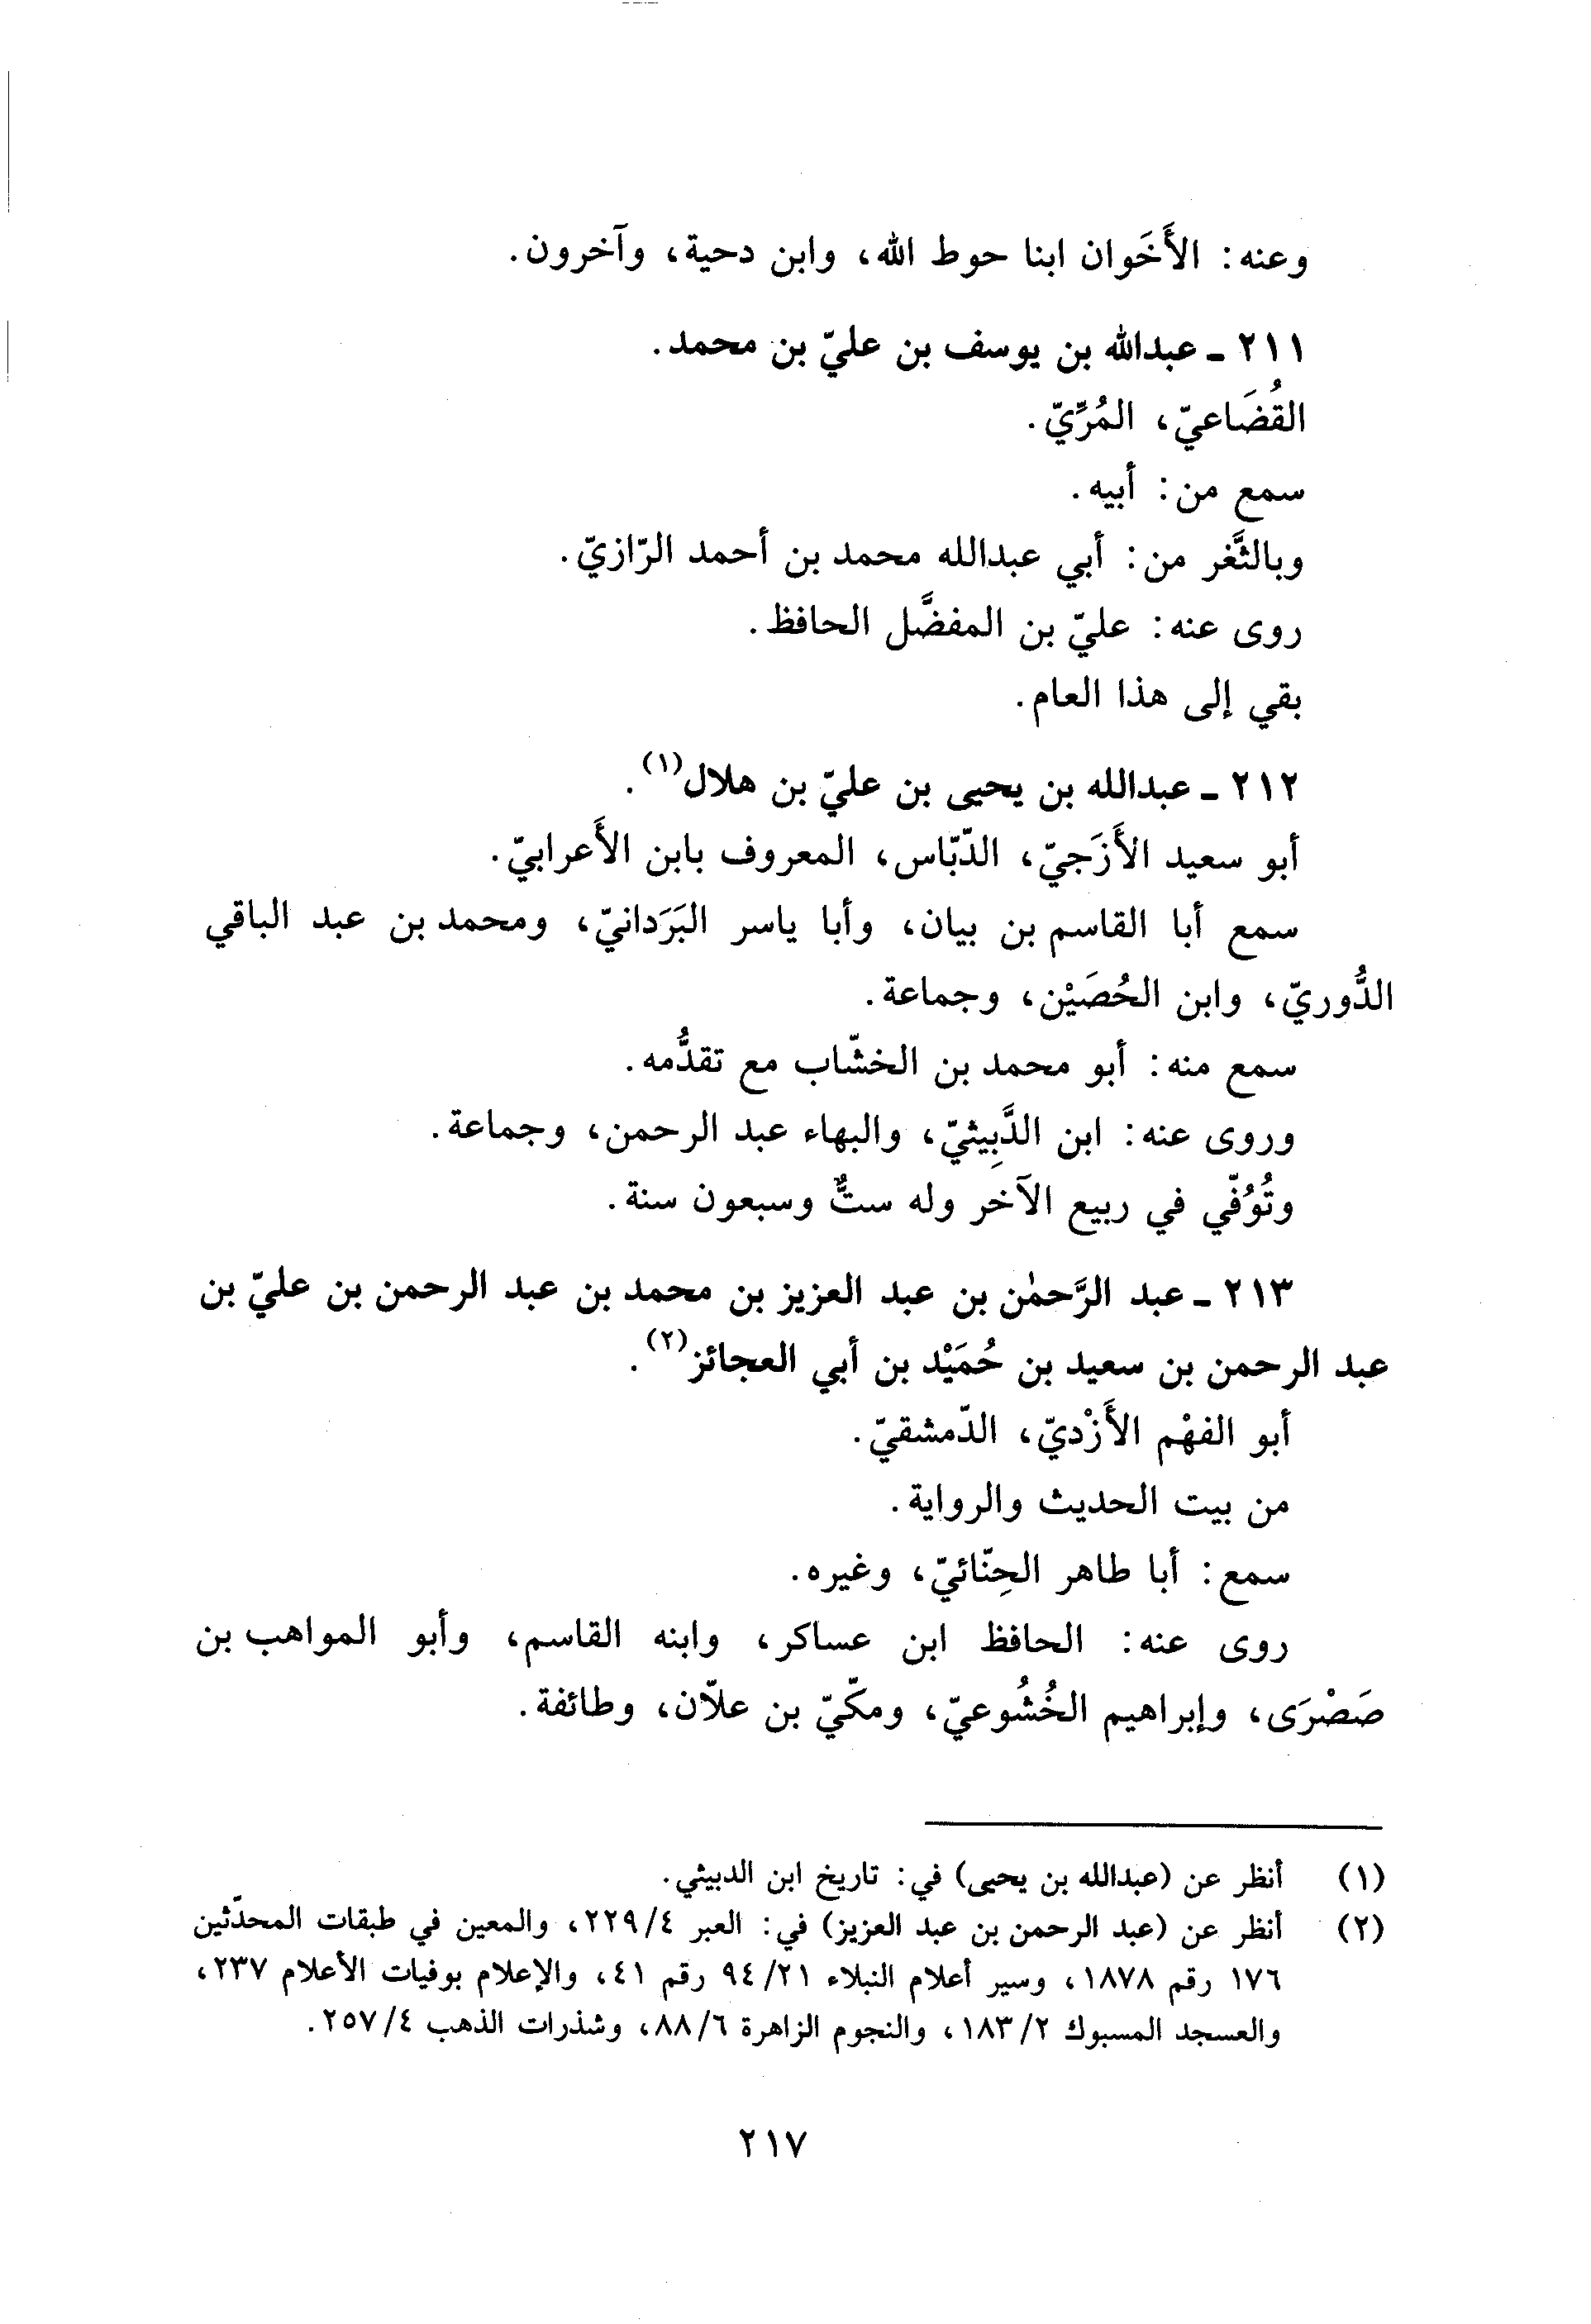 وعنه: الأَخَوان ابنا حوط الله، وابن دحية، وآخرون.
٢١١ ـ عبدالله بن يوسف بن عليّ بن محمد.
القُضَاعيّ، المُرِّيّ.
سمع من: أبيه.
وبالثَّغر من: أبي عبدالله محمد بن أحمد الرّازيّ.
روى عنه: عليّ بن المفضَّل الحافظ.
بقي إلى هذا العام.
٢١٢ ـ عبدالله بن يحيى بن عليّ بن هلال(١).
أبو سعيد الأَزَجيّ، الدّبّاس، المعروف بابن الأَعرابيّ.
سمع أبا القاسم بن بيان، وأبا ياسر البَرَدانيّ، ومحمد بن عبد الباقي
الدُّوريّ، وابن الحُصَيْن، وجماعة.
سمع منه: أبو محمد بن الخشّاب مع تقدُّمه.
وروى عنه: ابن الدَّبِيثيّ، والبهاء عبد الرحمن، وجماعة.
وتُوُفّي في ربيع الآخر وله ستٌّ وسبعون سنة.
٢١٣ ـ عبد الرَّحمٰن بن عبد العزيز بن محمد بن عبد الرحمن بن عليّ بن
عبد الرحمن بن سعيد بن حُمَيْد بن أبي العجائز(٢).
أبو الفهْم الأَزْديّ، الدّمشقيّ.
من بيت الحديث والرواية.
سمع: أبا طاهر الحِنّائيّ، وغيره.
روى عنه: الحافظ ابن عساكر، وابنه القاسم، وأبو المواهب بن
صَصْرَى، وإبراهيم الخُشُوعيّ، ومكّيّ بن علاّن، وطائفة.
(١) أنظر عن (عبدالله بن يحيى) في: تاريخ ابن الدبيثي.
(٢) أنظر عن (عبد الرحمن بن عبد العزيز) في: العبر ٢٢٩/٤، والمعين في طبقات المحدّثين
١٧٦ رقم ١٨٧٨، وسير أعلام النبلاء ٩٤/٢١ رقم ٤١، والإعلام بوفيات الأعلام ٢٣٧،
والعسجد المسبوك ١٨٣/٢، والنجوم الزاهرة ٨٨/٦، وشذرات الذهب ٢٥٧/٤.
٢١٧